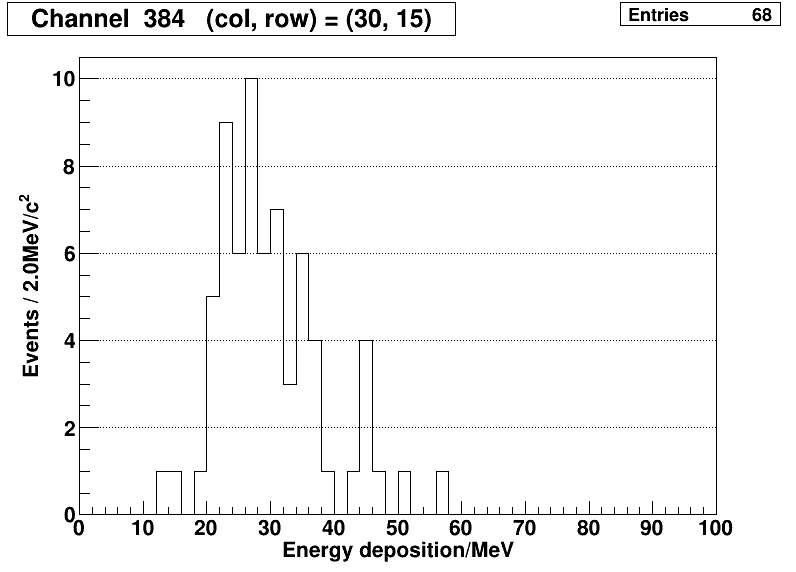 Channel 384 (col, row) = (30, 15)
Entries 68
Events / 2.0MeV/c²
10
8
6
4
2
0
0 10 20 30 40 50 60 70 80 90 100
Energy deposition/MeV